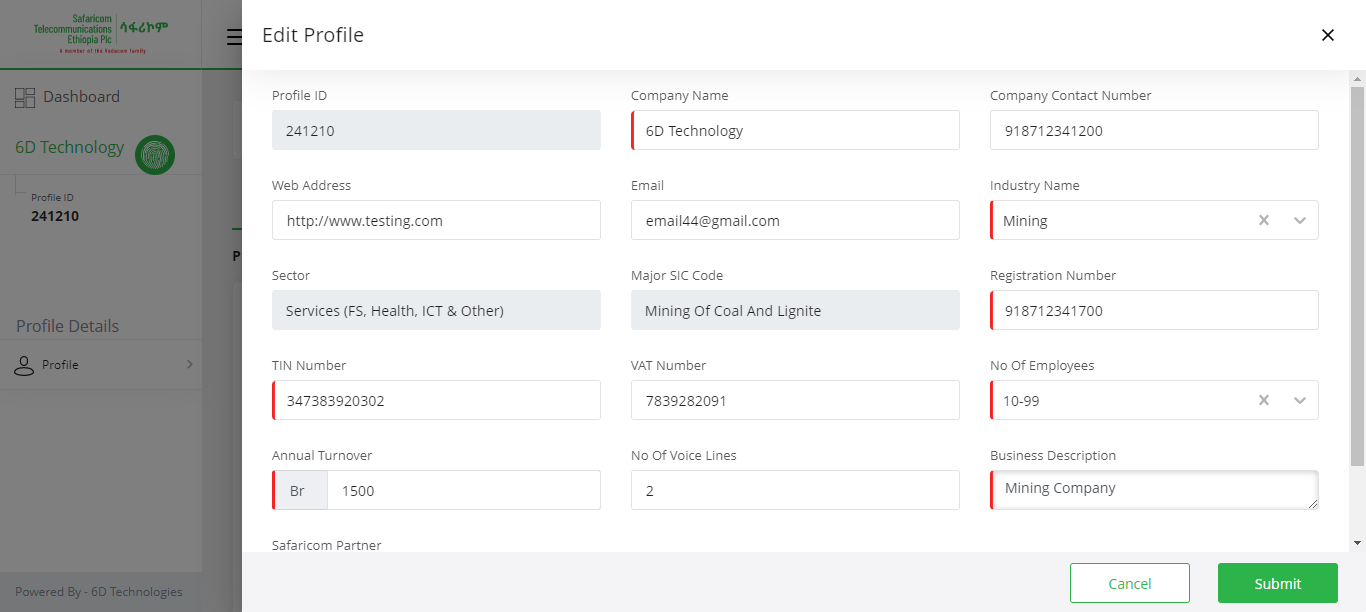 Safaricom
Telecommunications
Ethiopia Plc
ሳፋሪኮም
A member of the Vodacom family
Dashboard
6D Technology
Profile ID
241210
P
Profile Details
Profile
Powered By - 6D Technologies
Edit Profile
Profile ID
Company Name
Company Contact Number
241210
6D Technology
918712341200
Web Address
Email
Industry Name
http://www.testing.com
email44@gmail.com
Mining
Sector
Major SIC Code
Registration Number
Services (FS, Health, ICT & Other)
Mining Of Coal And Lignite
918712341700
TIN Number
VAT Number
No Of Employees
347383920302
7839282091
10-99
Annual Turnover
No Of Voice Lines
Business Description
Br 1500
2
Mining Company
Safaricom Partner
Cancel
Submit